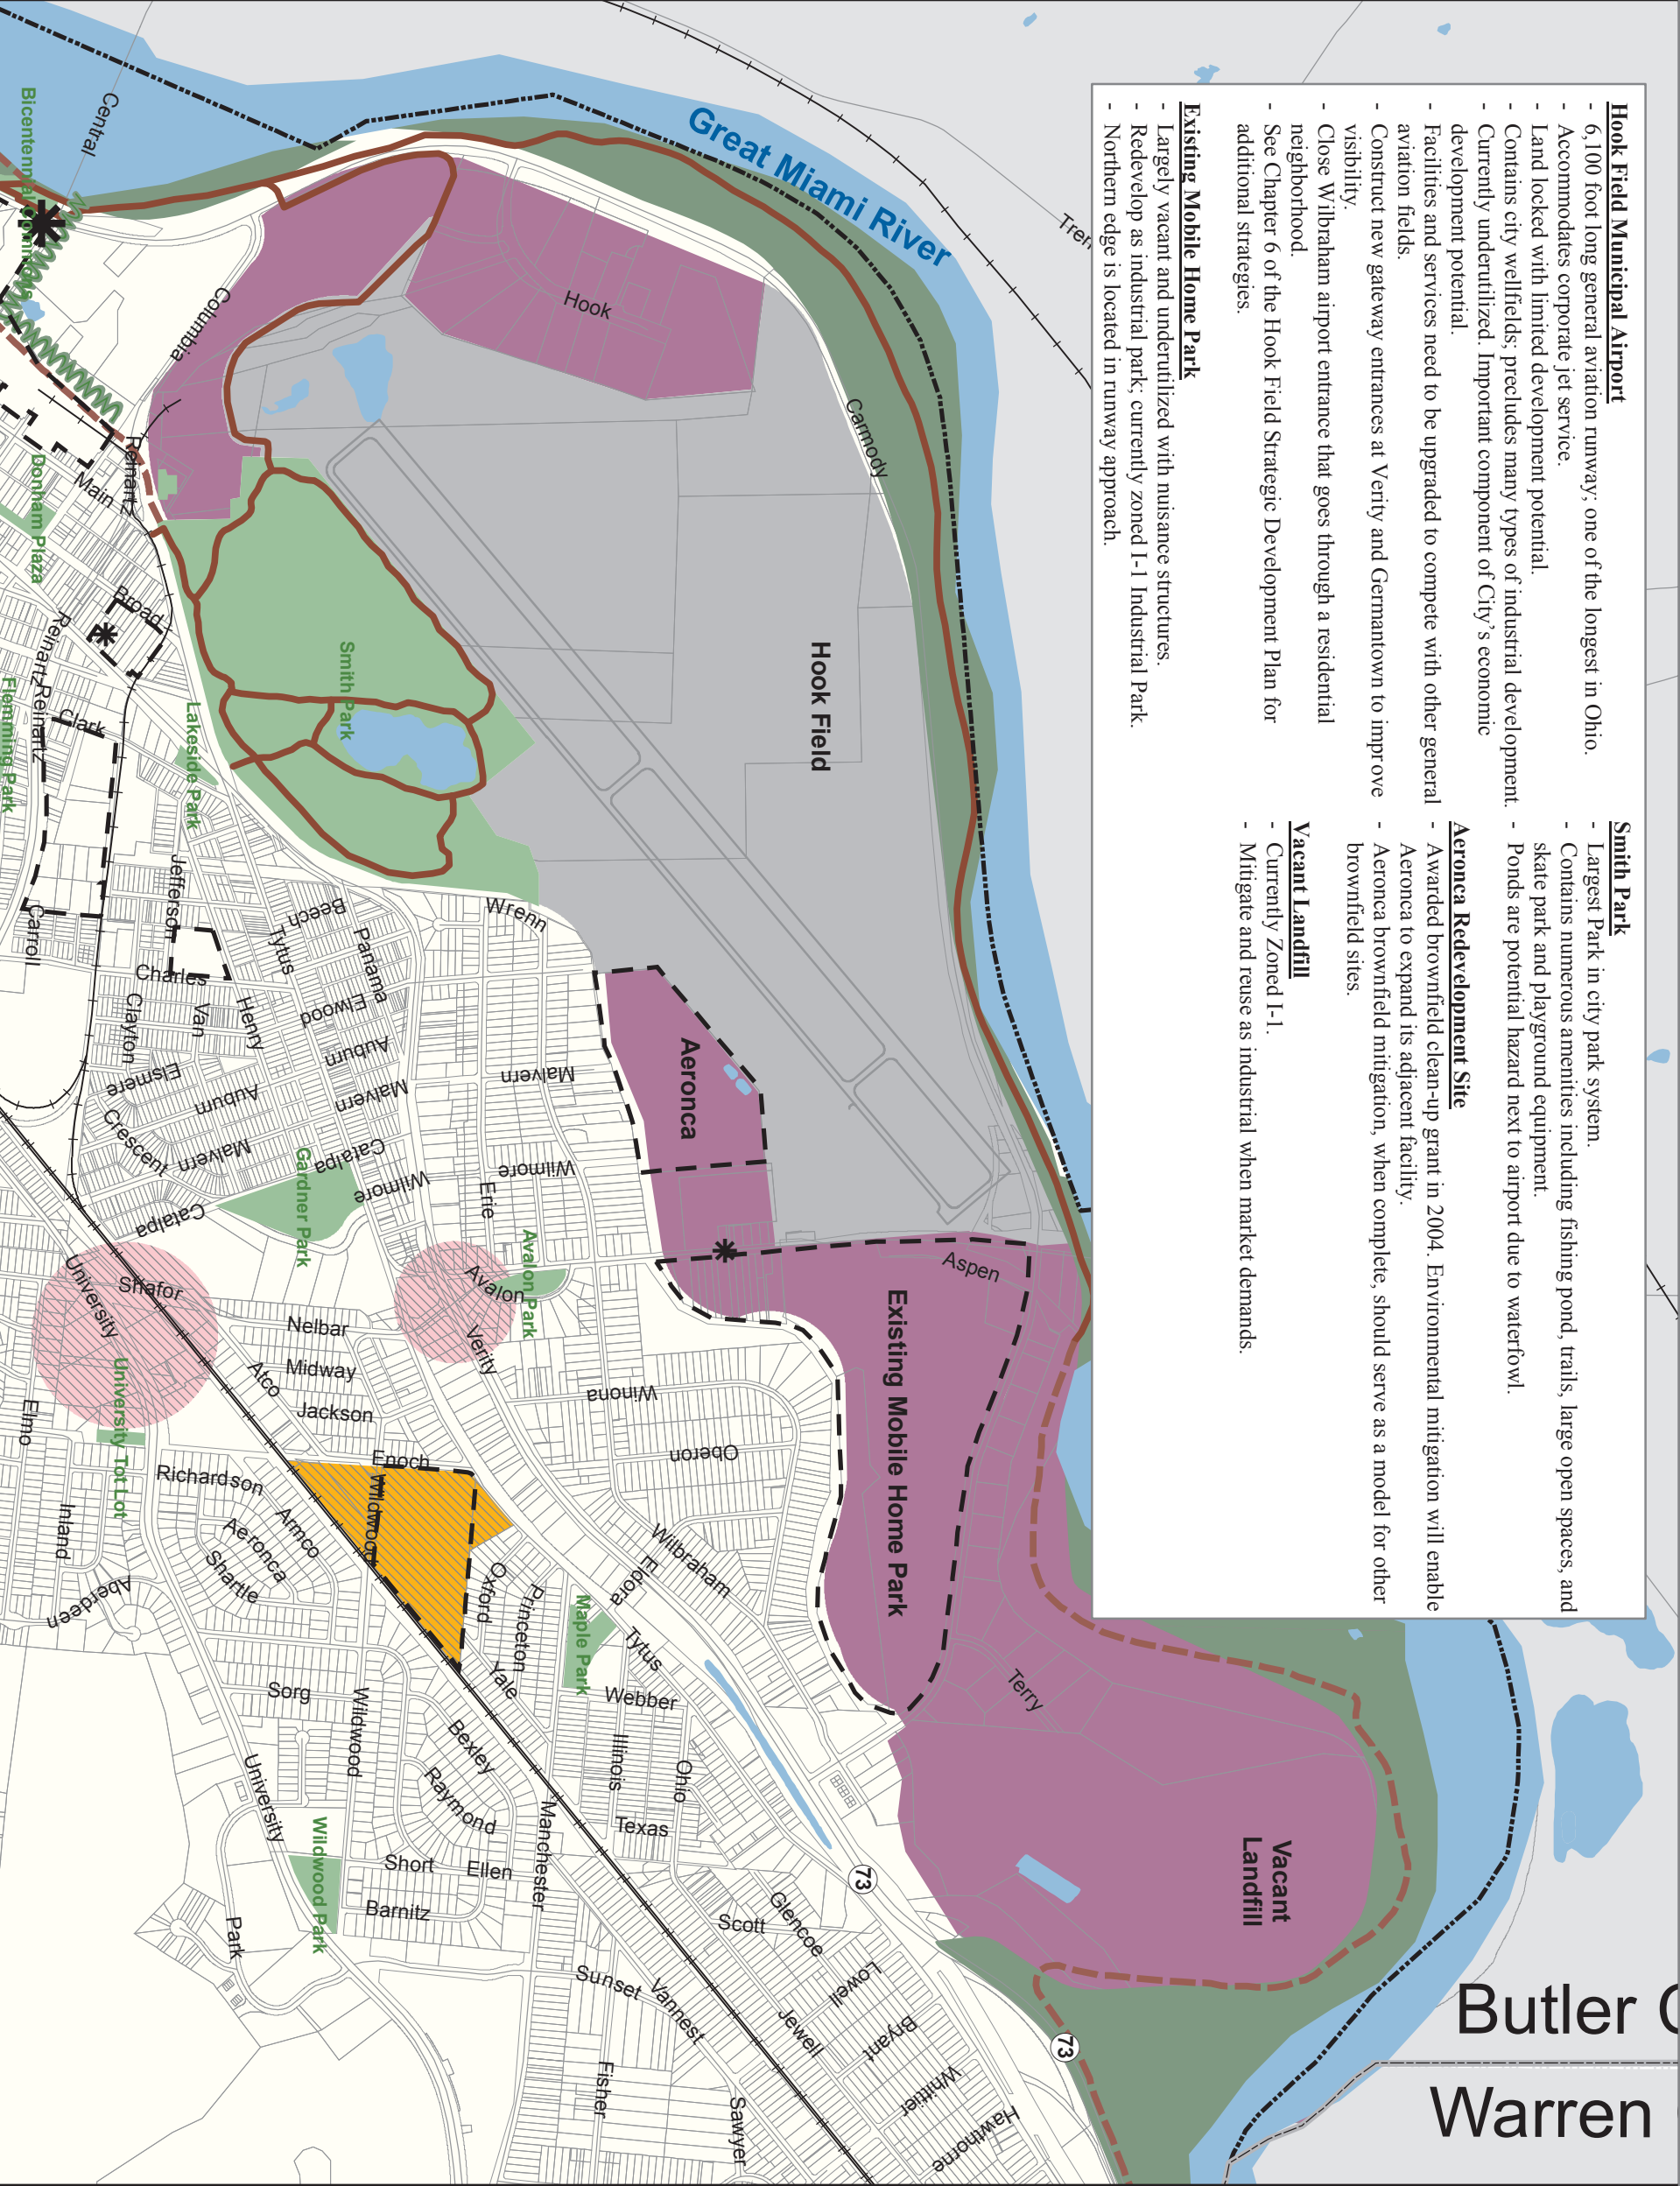 Hook Field Municipal Airport
- 6,100 foot long general aviation runway; one of the longest in Ohio.
- Accommodates corporate jet service.
- Land locked with limited development potential.
- Contains city wellfields; precludes many types of industrial development.
- Currently underutilized. Important component of City's economic
development potential.
- Facilities and services need to be upgraded to compete with other general
aviation fields.
- Construct new gateway entrances at Verity and Germantown to improve
visibility.
- Close Wilbraham airport entrance that goes through a residential
neighborhood.
- See Chapter 6 of the Hook Field Strategic Development Plan for
additional strategies.
Existing Mobile Home Park
- Largely vacant and underutilized with nuisance structures.
- Redevelop as industrial park; currently zoned I-1 Industrial Park.
- Northern edge is located in runway approach.
Smith Park
- Largest Park in city park system.
- Contains numerous amenities including fishing pond, trails, large open spaces, and
skate park and playground equipment.
- Ponds are potential hazard next to airport due to waterfowl.
Aeronca Redevelopment Site
- Awarded brownfield clean-up grant in 2004. Environmental mitigation will enable
Aeronca to expand its adjacent facility.
- Aeronca brownfield mitigation, when complete, should serve as a model for other
brownfield sites.
Vacant Landfill
- Currently Zoned I-1.
- Mitigate and reuse as industrial when market demands.
Butler C
Warren
Great Miami River
Tren
Central
Bicentennial Commons
Columbia
Hook
Carmody
Hook Field
Reinartz
Main
Donham Plaza
Broad
Reinartz
Reinartz
Clark
Flemming Park
Lakeside Park
Smith Park
Jefferson
Carroll
Charles
Clayton
Van
Henry
Tytus
Beech
Panama
Elwood
Auburn
Malvern
Catalpa
Wilmore
Elsmere
Auburn
Malvern
Crescent
Catalpa
Gardner Park
Wrenn
Malvern
Wilmore
Erie
Aeronca
Avalon Park
Avalon
Verity
Aspen
Existing Mobile Home Park
Shafor
University
University Tot Lot
Nelbar
Midway
Atco
Jackson
Enoch
Wildwood
Winona
Oberon
Wilbraham
Eldora
Tytus
Oxford
Princeton
Yale
Maple Park
Webber
Illinois
Ohio
Texas
Elmo
Inland
Richardson
Armco
Aeronca
Shartle
Aberdeen
Sorg
Wildwood
University
Wildwood Park
Bexley
Raymond
Manchester
Short
Ellen
Barnitz
Park
Terry
Vacant
Landfill
73
73
Scott
Glencoe
Lowell
Sunset
Vannest
Jewell
Bryant
Whittier
Hawthorne
Fisher
Sawyer